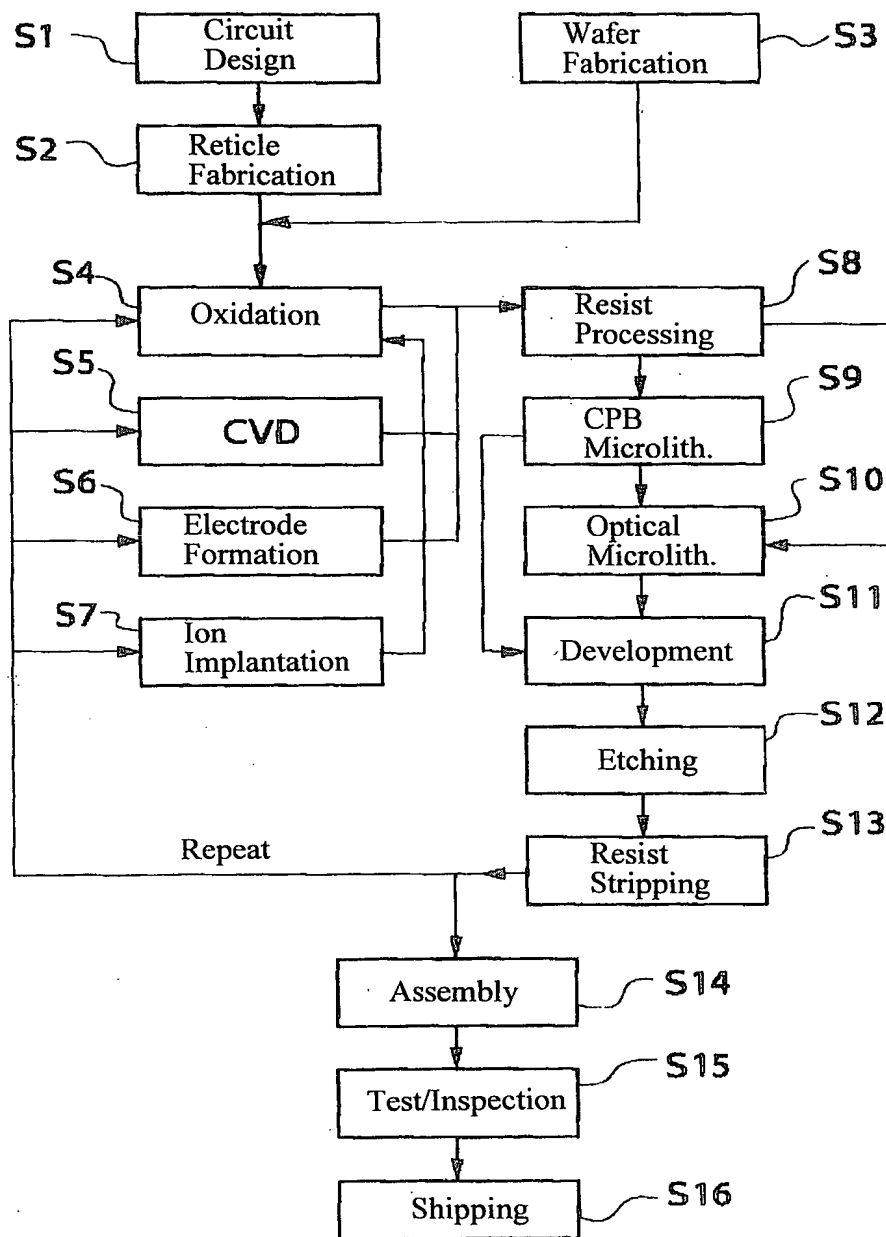 S1
Circuit
Design
Wafer
Fabrication
S3
S2
Reticle
Fabrication
S4
Oxidation
S8
Resist
Processing
S5
CVD
S9
CPB
Microlith.
S6
Electrode
Formation
S10
Optical
Microlith.
S7
Ion
Implantation
S11
Development
S12
Etching
S13
Resist
Stripping
Repeat
Assembly
S14
Test/Inspection
S15
Shipping
S16